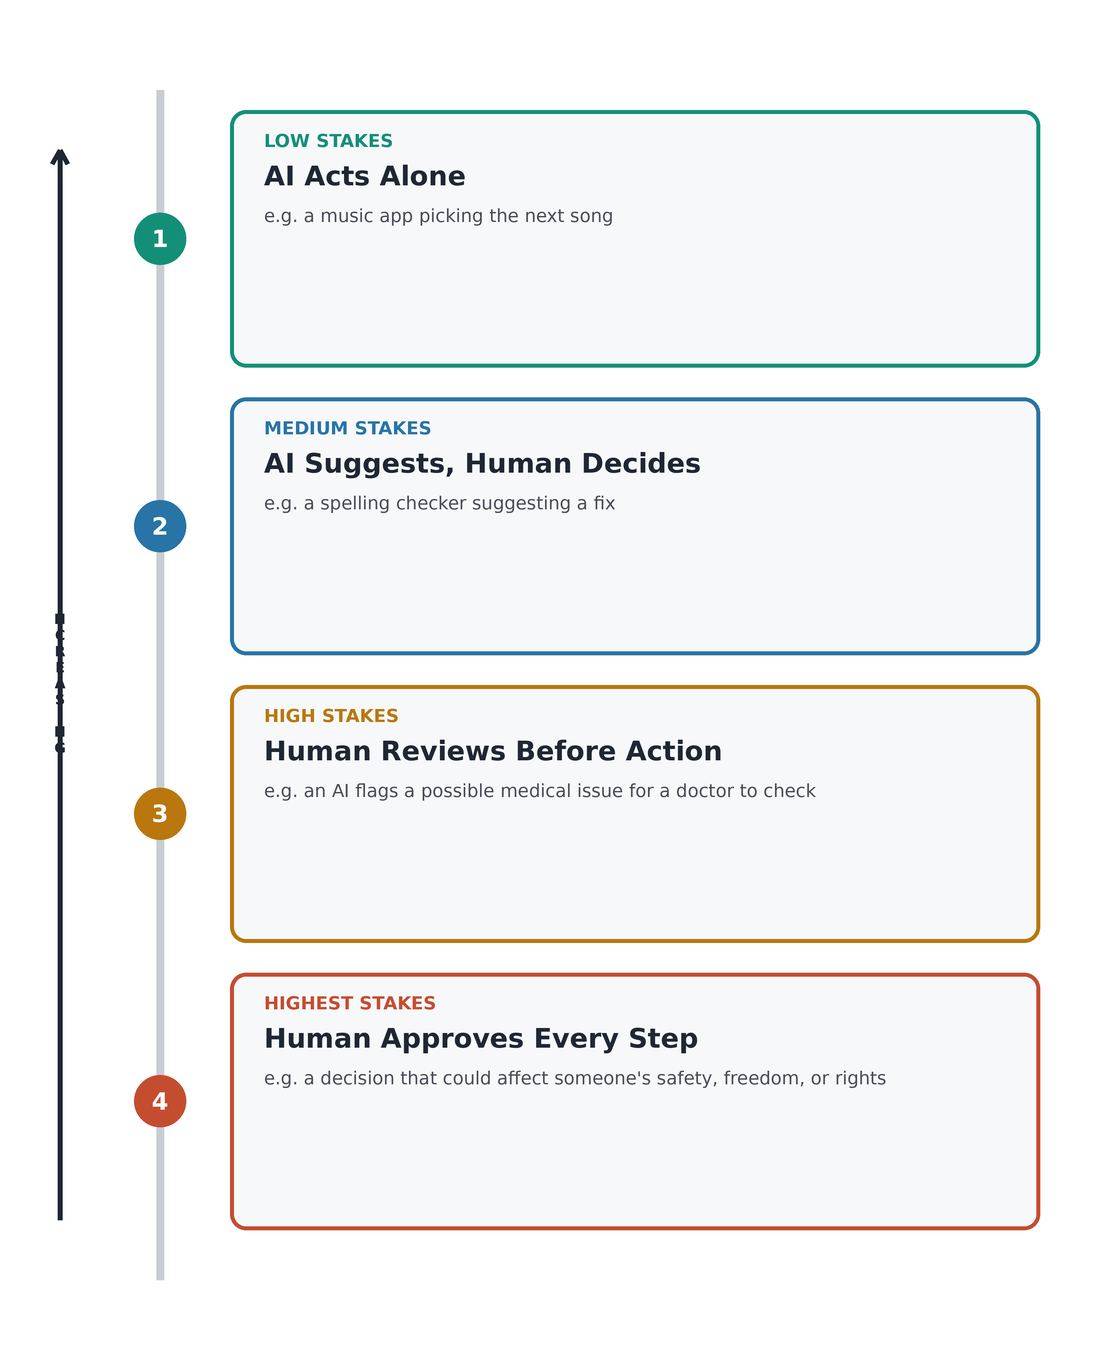 LOW STAKES
AI Acts Alone
e.g. a music app picking the next song
1
MEDIUM STAKES
AI Suggests, Human Decides
e.g. a spelling checker suggesting a fix
2
HIGH STAKES
Human Reviews Before Action
e.g. an AI flags a possible medical issue for a doctor to check
3
HIGHEST STAKES
Human Approves Every Step
e.g. a decision that could affect someone's safety, freedom, or rights
4